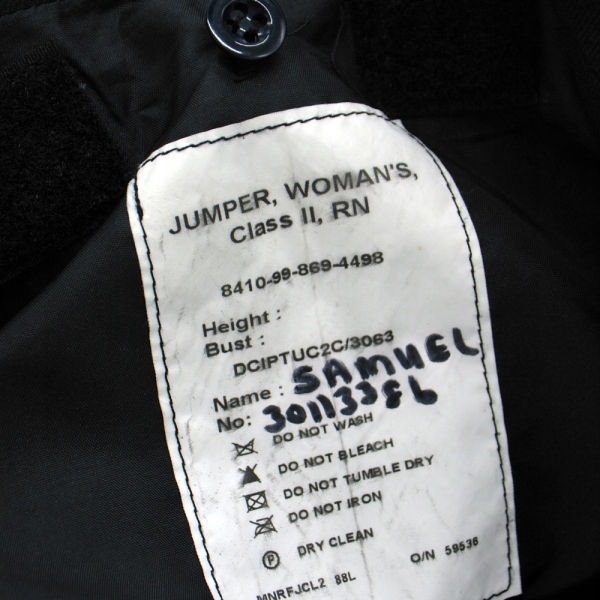 JUMPER, WOMAN'S,
Class II, RN
8410-99-869-4498
Height :
Bust :
DCIPTUC2C/3063
Name : SAMUEL
No: 30113386
DO NOT WASH
DO NOT BLEACH
DO NOT TUMBLE DRY
DO NOT IRON
P DRY CLEAN
MNRFJCL2 88L O/N 59536